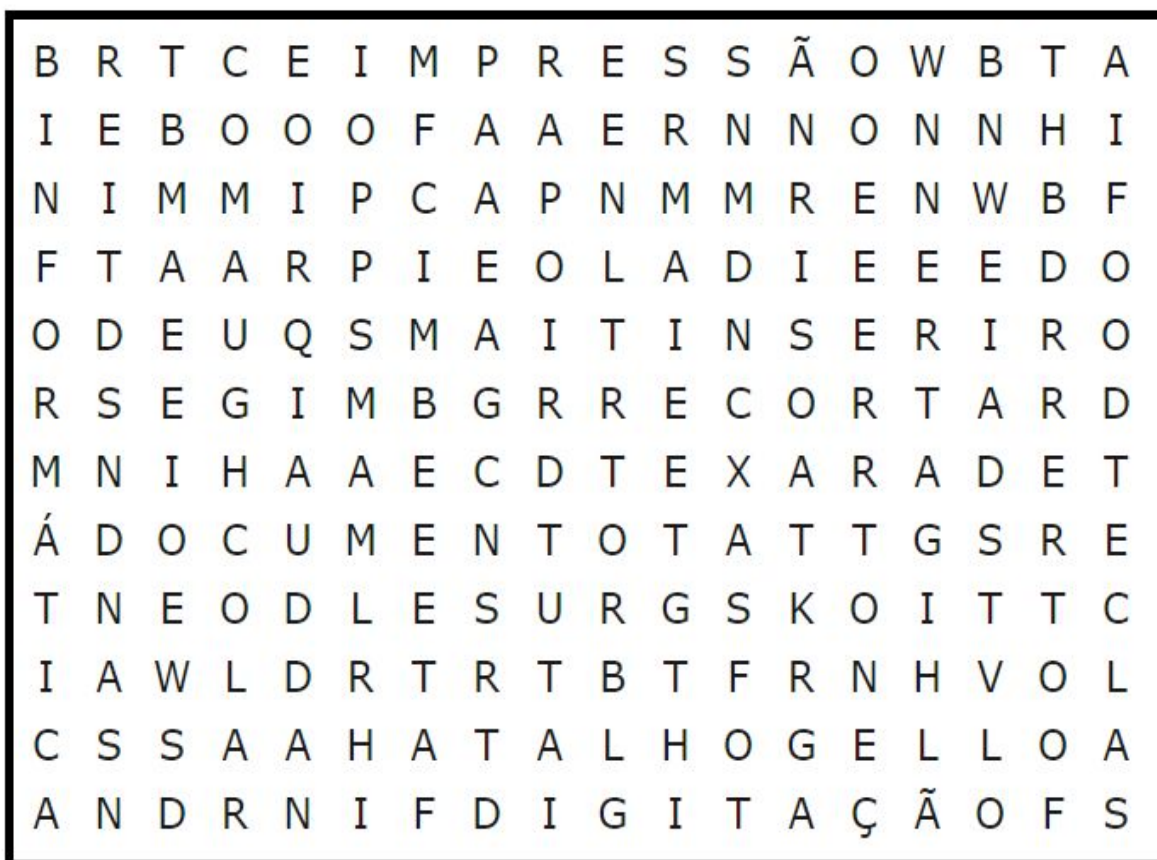 B R T C E I M P R E S S Ã O W B T A
I E B O O O F A A E R N N O N N H I
N I M M I P C A P N M M R E N W B F
F T A A R P I E O L A D I E E E D O
O D E U Q S M A I T I N S E R I R O
R S E G I M B G R R E C O R T A R D
M N I H A A E C D T E X A R A D E T
Á D O C U M E N T O T A T T G S R E
T N E O D L E S U R G S K O I T T C
I A W L D R T R T B T F R N H V O L
C S S A A H A T A L H O G E L L O A
A N D R N I F D I G I T A Ç Ã O F S